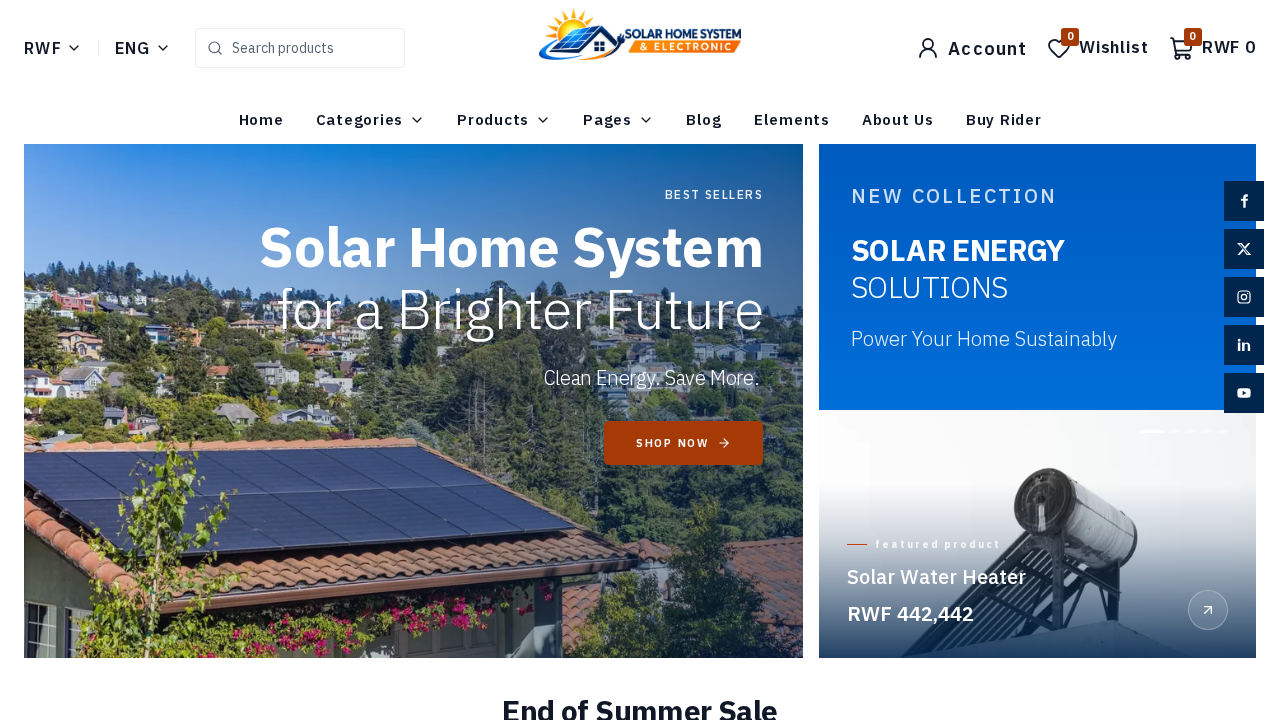 RWF
ENG
Search products
SOLAR HOME SYSTEM
& ELECTRONIC
Account
0
Wishlist
0
RWF 0
Home
Categories
Products
Pages
Blog
Elements
About Us
Buy Rider
BEST SELLERS
Solar Home System
for a Brighter Future
Clean Energy. Save More.
SHOP NOW
NEW COLLECTION
SOLAR ENERGY
SOLUTIONS
Power Your Home Sustainably
featured product
Solar Water Heater
RWF 442,442
End of Summer Sale